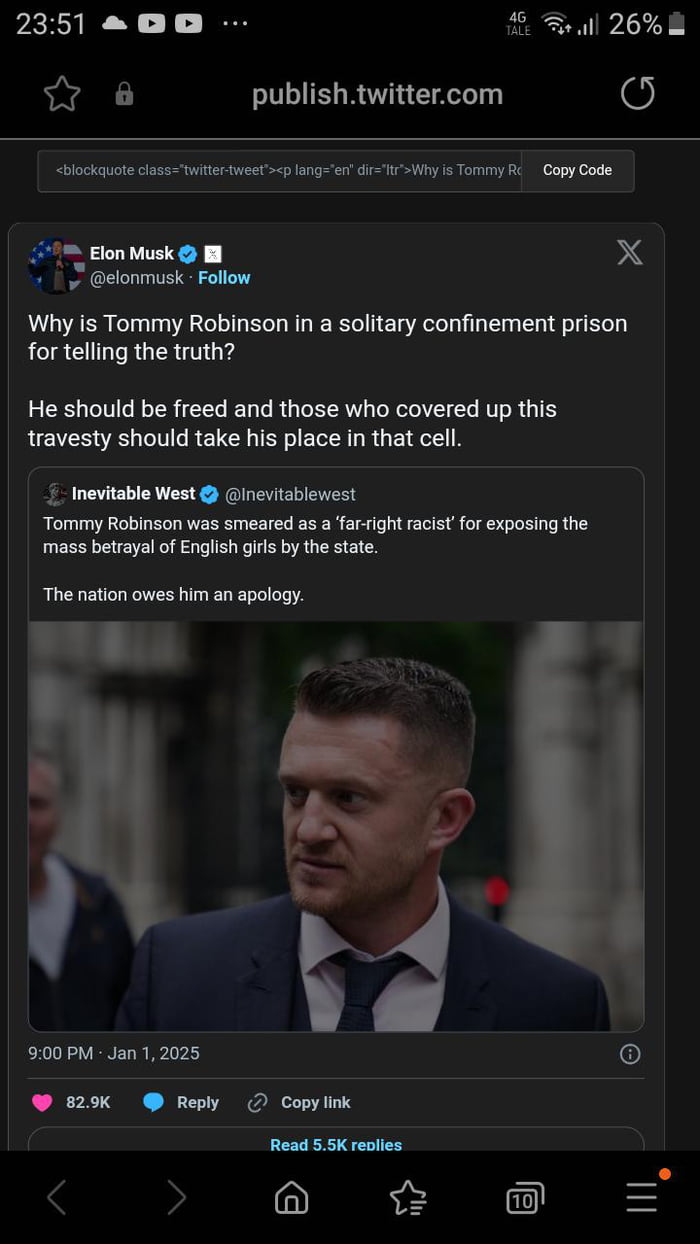 23:51 4G TALE 26%
publish.twitter.com
<blockquote class="twitter-tweet"><p lang="en" dir="ltr">Why is Tommy Ro Copy Code
Elon Musk
@elonmusk · Follow
Why is Tommy Robinson in a solitary confinement prison
for telling the truth?
He should be freed and those who covered up this
travesty should take his place in that cell.
Inevitable West @Inevitablewest
Tommy Robinson was smeared as a ‘far-right racist’ for exposing the
mass betrayal of English girls by the state.
The nation owes him an apology.
9:00 PM · Jan 1, 2025
82.9K Reply Copy link
Read 5.5K replies
10